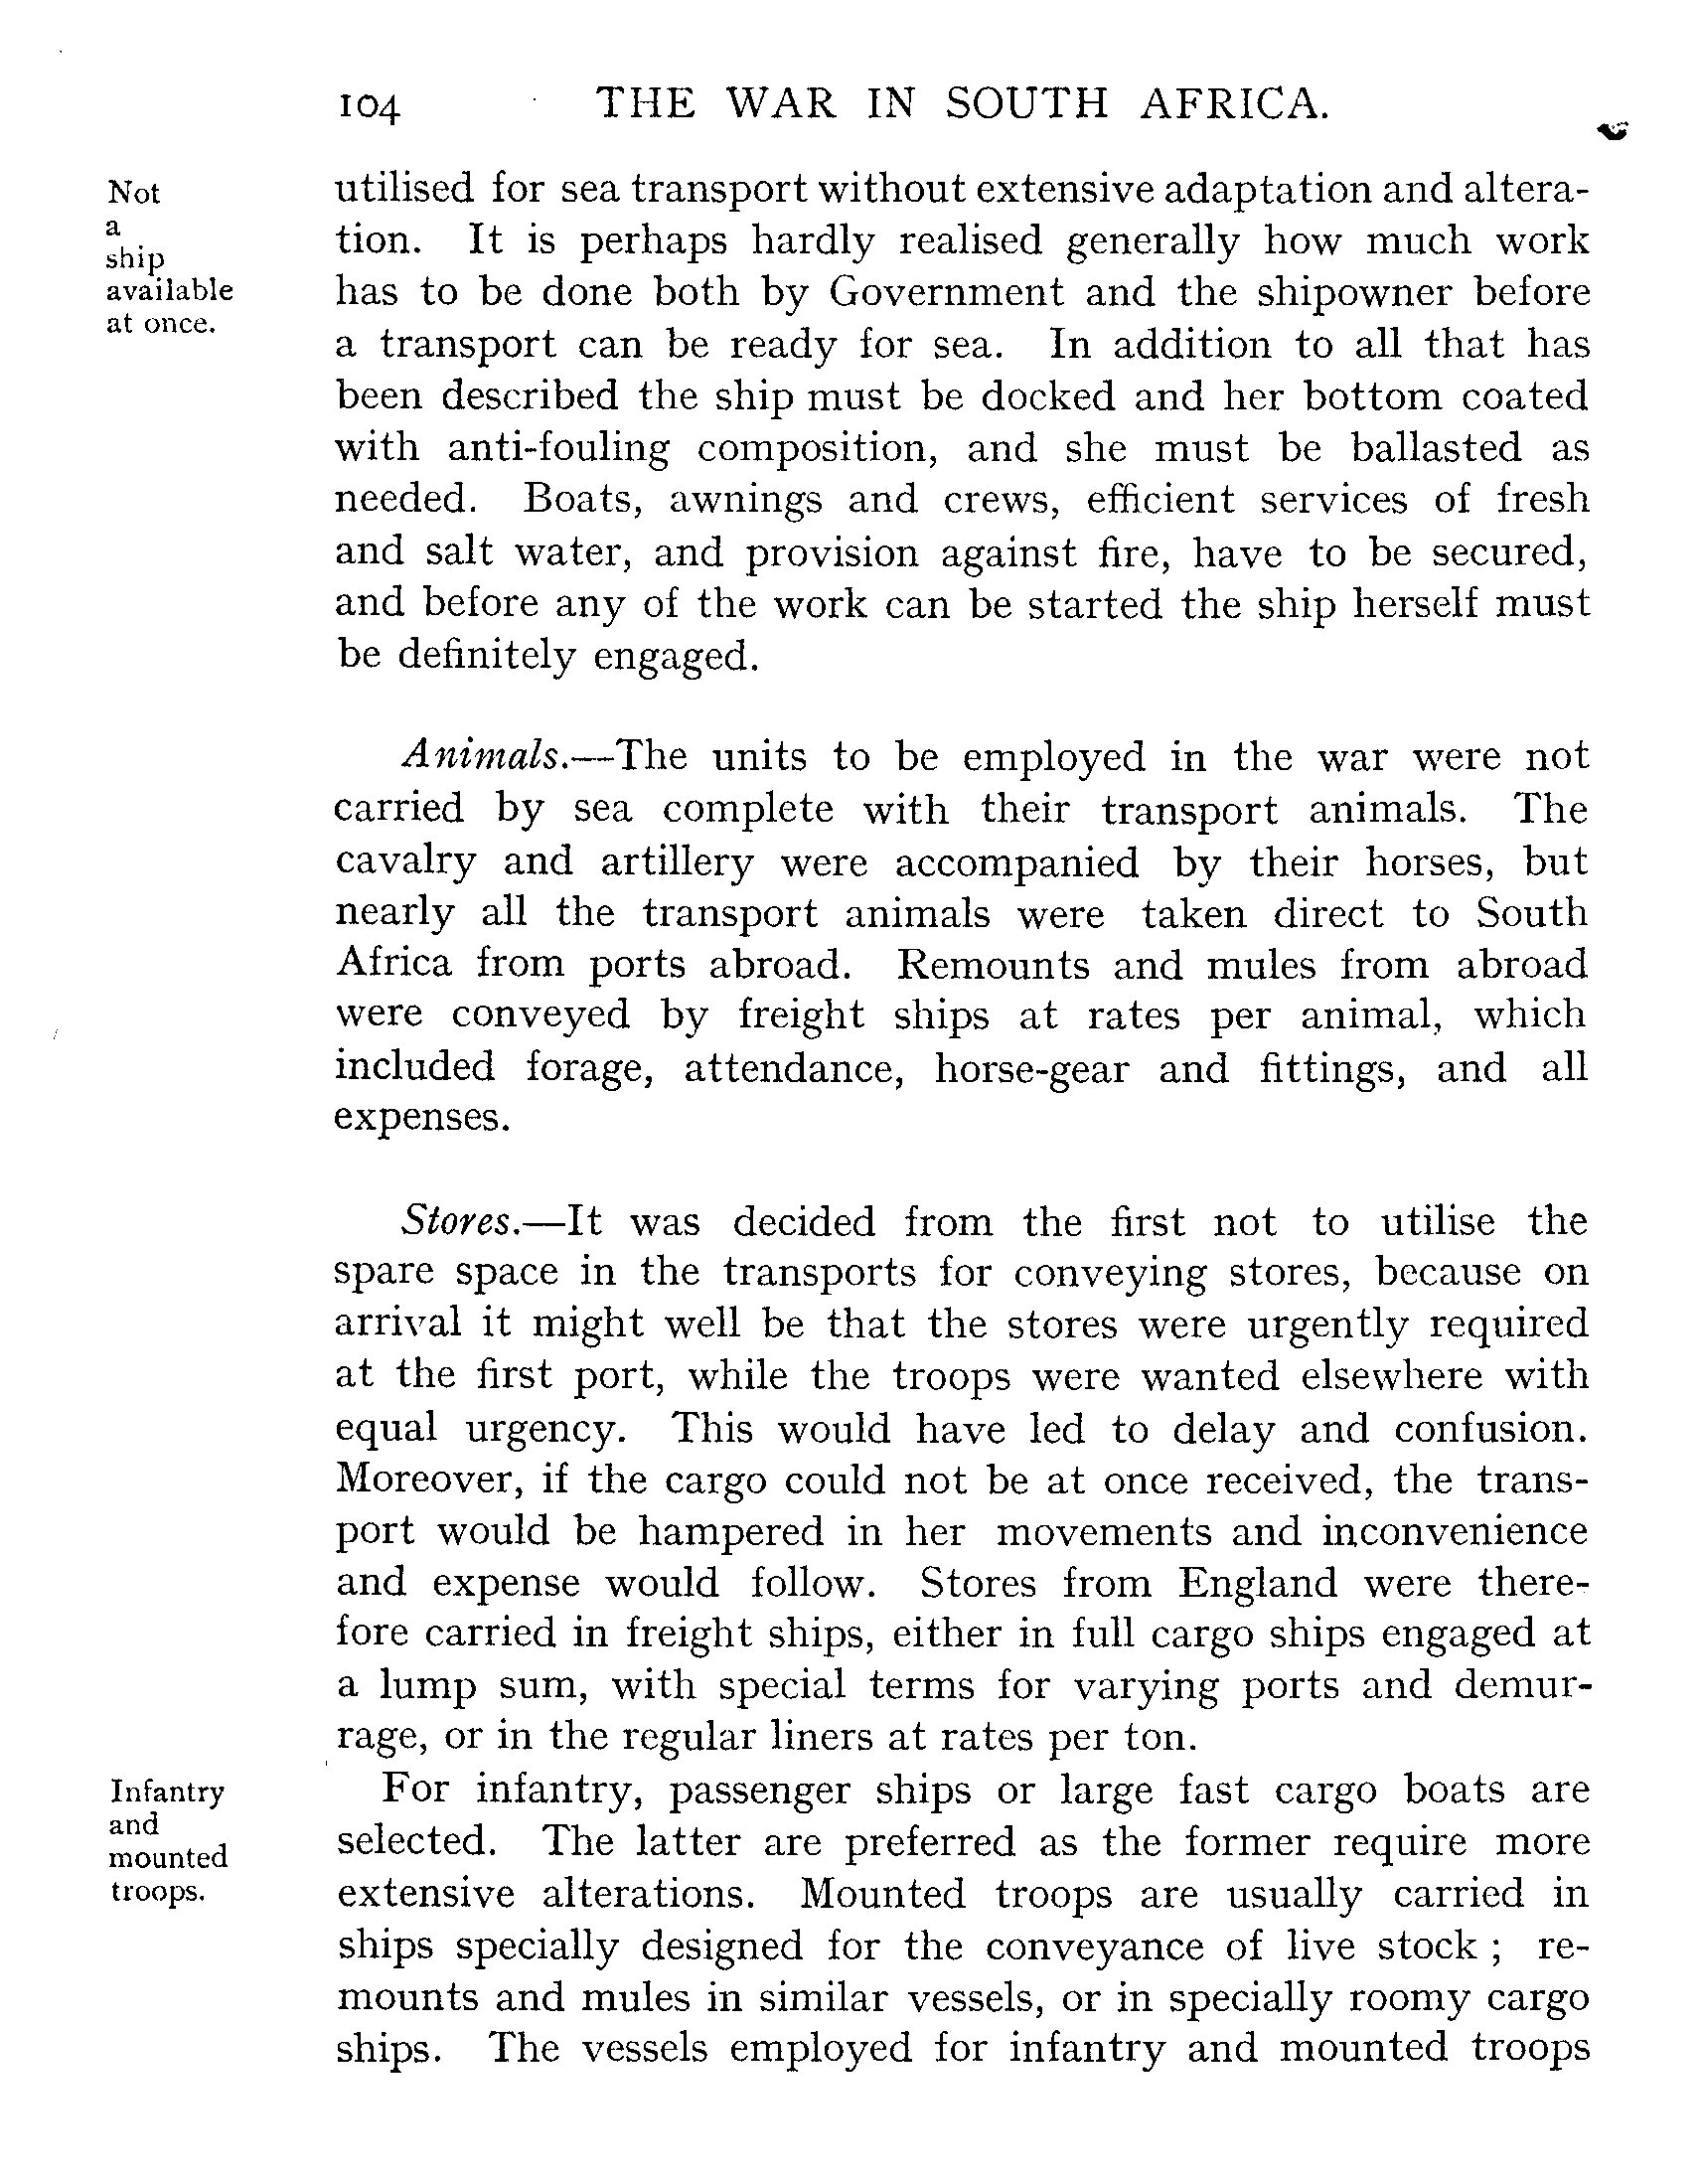 104 THE WAR IN SOUTH AFRICA.
Not
a
ship
available
at once.
utilised for sea transport without extensive adaptation and altera-
tion. It is perhaps hardly realised generally how much work
has to be done both by Government and the shipowner before
a transport can be ready for sea. In addition to all that has
been described the ship must be docked and her bottom coated
with anti-fouling composition, and she must be ballasted as
needed. Boats, awnings and crews, efficient services of fresh
and salt water, and provision against fire, have to be secured,
and before any of the work can be started the ship herself must
be definitely engaged.
Animals.—The units to be employed in the war were not
carried by sea complete with their transport animals. The
cavalry and artillery were accompanied by their horses, but
nearly all the transport animals were taken direct to South
Africa from ports abroad. Remounts and mules from abroad
were conveyed by freight ships at rates per animal, which
included forage, attendance, horse-gear and fittings, and all
expenses.
Stores.—It was decided from the first not to utilise the
spare space in the transports for conveying stores, because on
arrival it might well be that the stores were urgently required
at the first port, while the troops were wanted elsewhere with
equal urgency. This would have led to delay and confusion.
Moreover, if the cargo could not be at once received, the trans-
port would be hampered in her movements and inconvenience
and expense would follow. Stores from England were there-
fore carried in freight ships, either in full cargo ships engaged at
a lump sum, with special terms for varying ports and demur-
rage, or in the regular liners at rates per ton.
Infantry
and
mounted
troops.
For infantry, passenger ships or large fast cargo boats are
selected. The latter are preferred as the former require more
extensive alterations. Mounted troops are usually carried in
ships specially designed for the conveyance of live stock ; re-
mounts and mules in similar vessels, or in specially roomy cargo
ships. The vessels employed for infantry and mounted troops